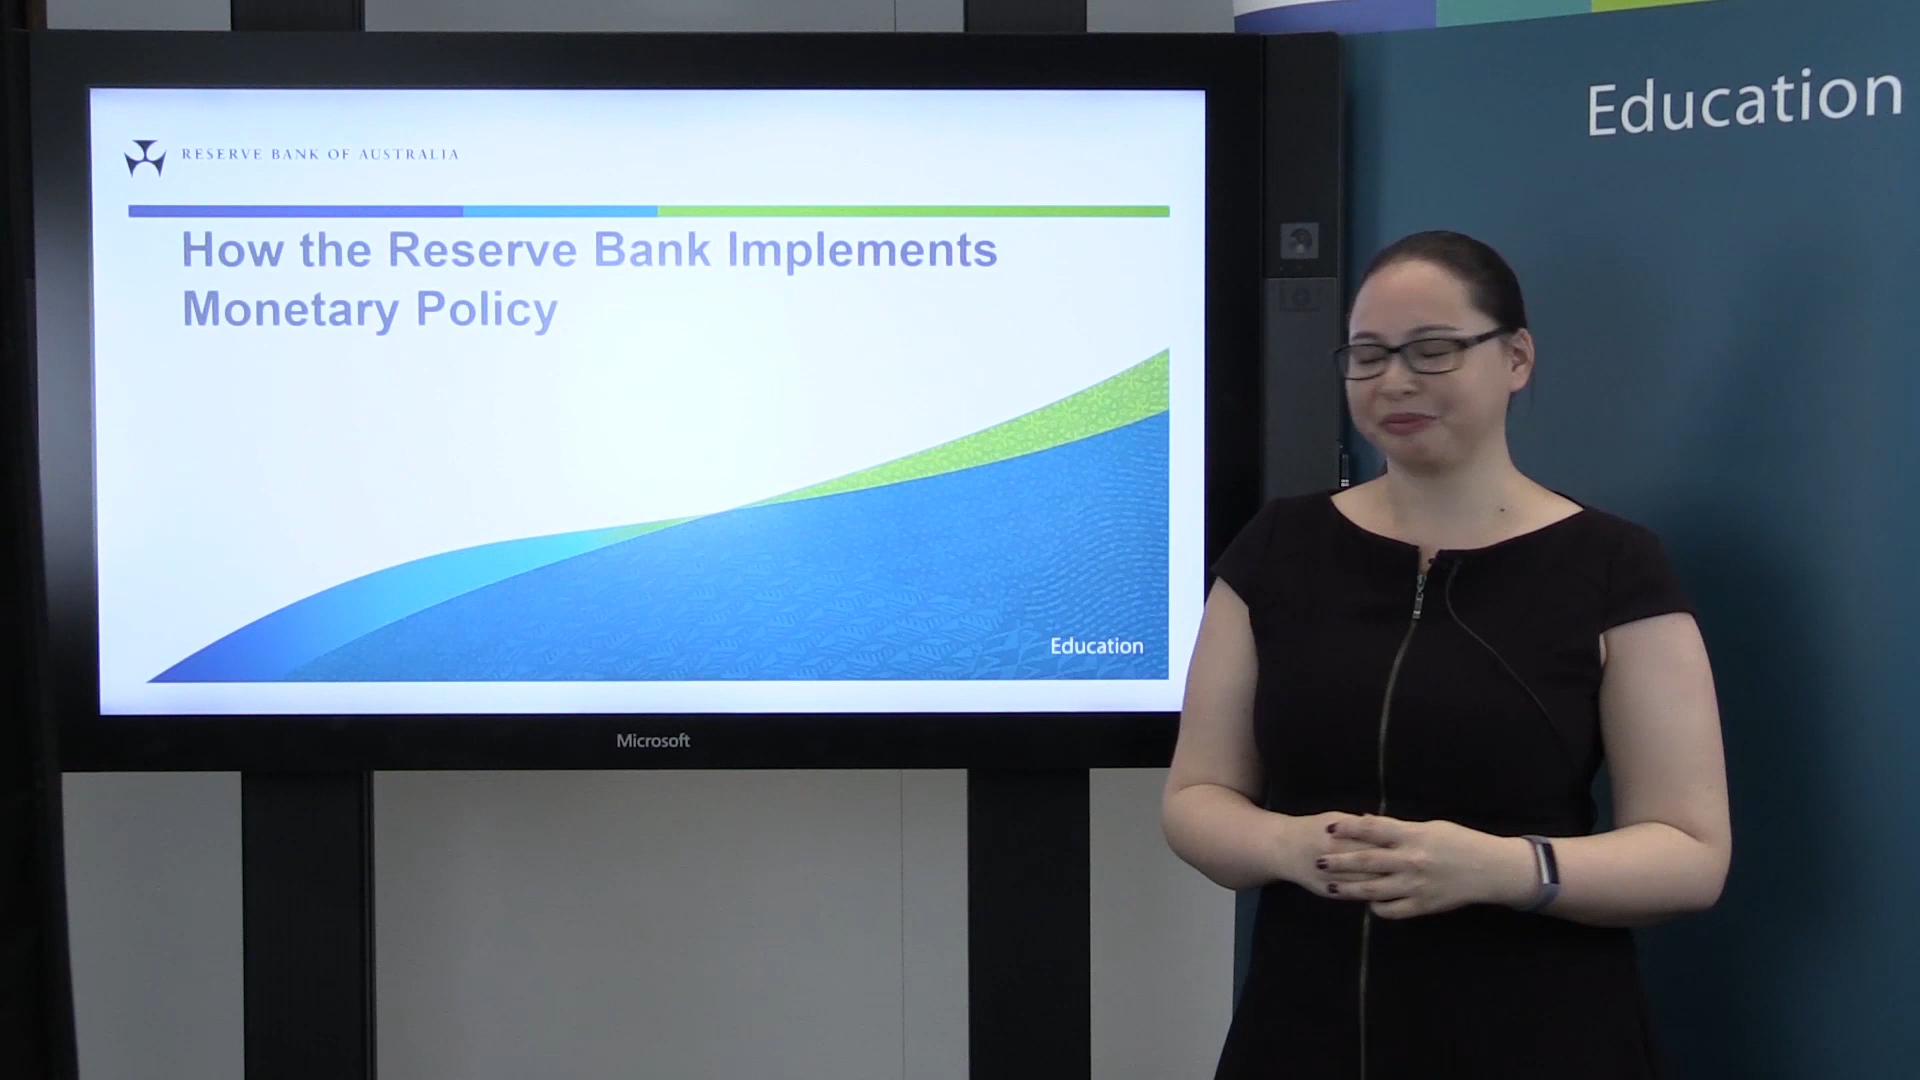 RESERVE BANK OF AUSTRALIA
How the Reserve Bank Implements
Monetary Policy
Education
Microsoft
Education